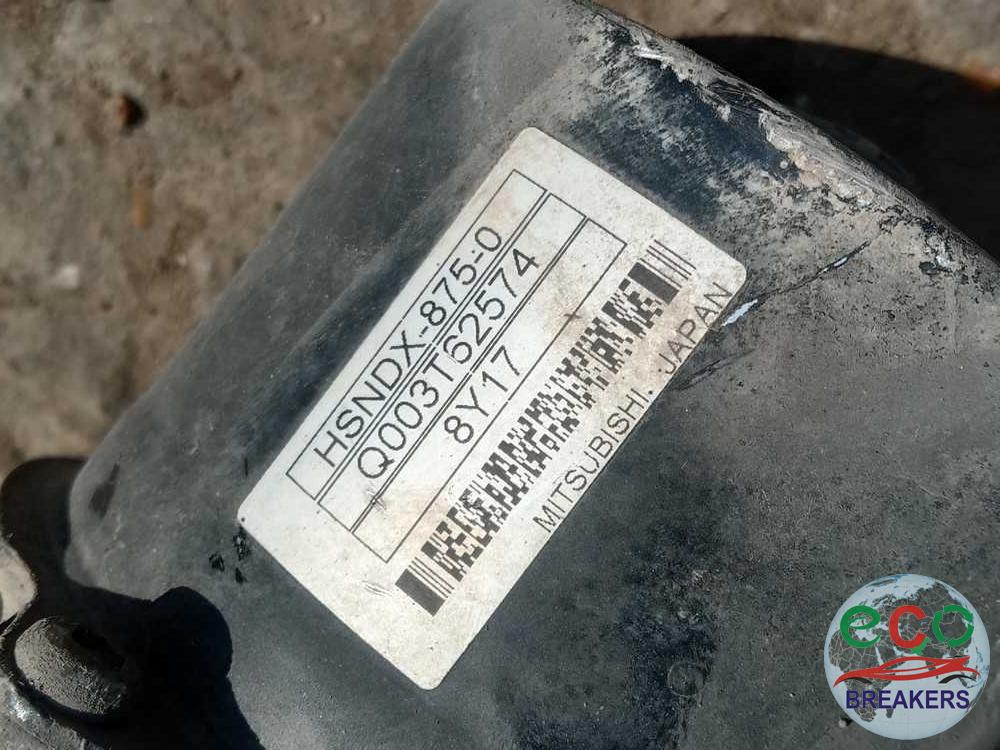 HSNDX-875-0
Q003T62574
8Y17
MITSUBISHI. JAPAN
eco
BREAKERS